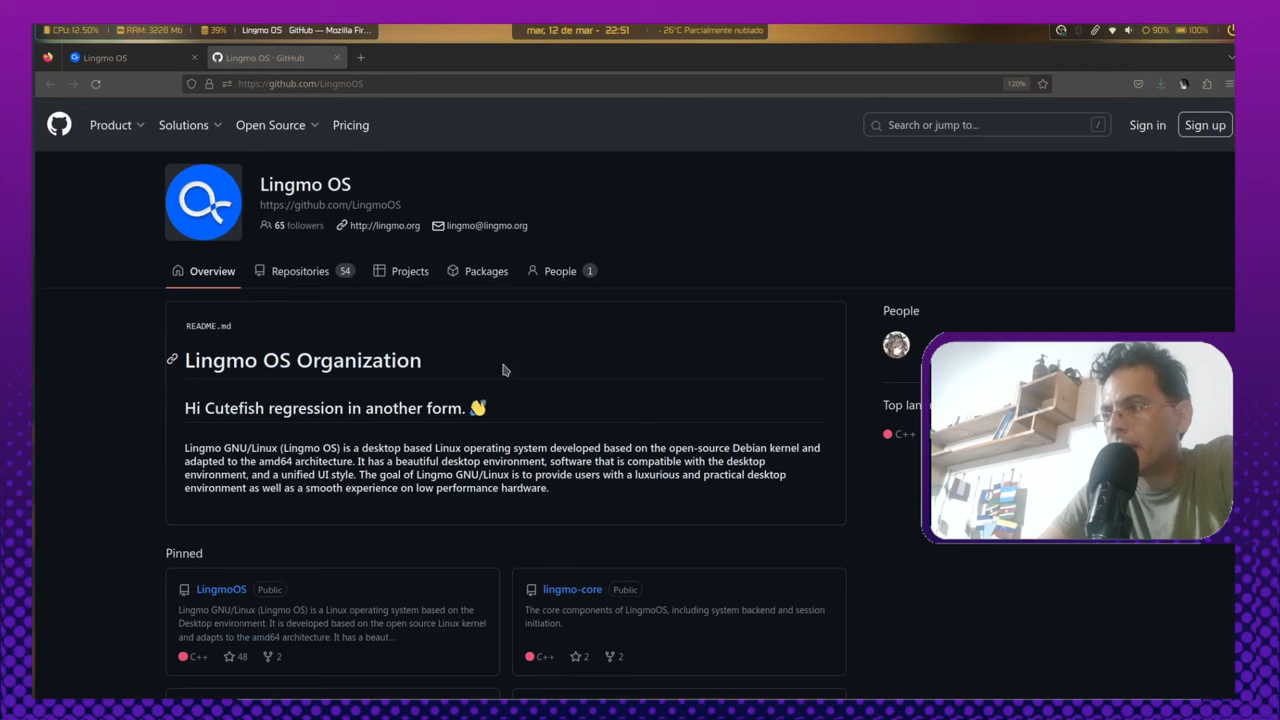 CPU: 12.50% RAM: 3228 Mb 39% Lingmo OS · GitHub — Mozilla Fir... mar, 12 de mar - 22:51 - 26°C Parcialmente nublado 90% 100%
Lingmo OS Lingmo OS · GitHub
https://github.com/LingmoOS 120%
Product Solutions Open Source Pricing Search or jump to... / Sign in Sign up
Lingmo OS
https://github.com/LingmoOS
65 followers http://lingmo.org lingmo@lingmo.org
Overview Repositories 54 Projects Packages People 1
README.md
Lingmo OS Organization
Hi Cutefish regression in another form. 👋
Lingmo GNU/Linux (Lingmo OS) is a desktop based Linux operating system developed based on the open-source Debian kernel and
adapted to the amd64 architecture. It has a beautiful desktop environment, software that is compatible with the desktop
environment, and a unified UI style. The goal of Lingmo GNU/Linux is to provide users with a luxurious and practical desktop
environment as well as a smooth experience on low performance hardware.
People
Top lan
C++
Pinned
LingmoOS Public
Lingmo GNU/Linux (Lingmo OS) is a Linux operating system based on the
Desktop environment. It is developed based on the open source Linux kernel
and adapts to the amd64 architecture. It has a beaut...
C++ 48 2
lingmo-core Public
The core components of LingmoOS, including system backend and session
initiation.
C++ 2 2